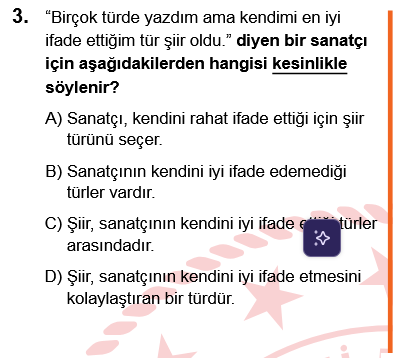 3. “Birçok türde yazdım ama kendimi en iyi
ifade ettiğim tür şiir oldu.” diyen bir sanatçı
için aşağıdakilerden hangisi kesinlikle
söylenir?
A) Sanatçı, kendini rahat ifade ettiği için şiir
türünü seçer.
B) Sanatçının kendini iyi ifade edemediği
türler vardır.
C) Şiir, sanatçının kendini iyi ifade ettiği türler
arasındadır.
D) Şiir, sanatçının kendini iyi ifade etmesini
kolaylaştıran bir türdür.